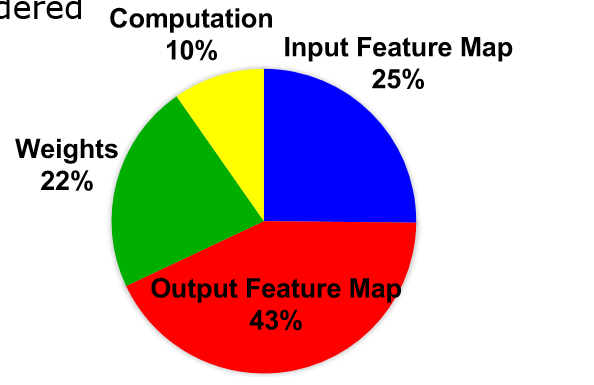 dered
Computation
10%
Input Feature Map
25%
Weights
22%
Output Feature Map
43%